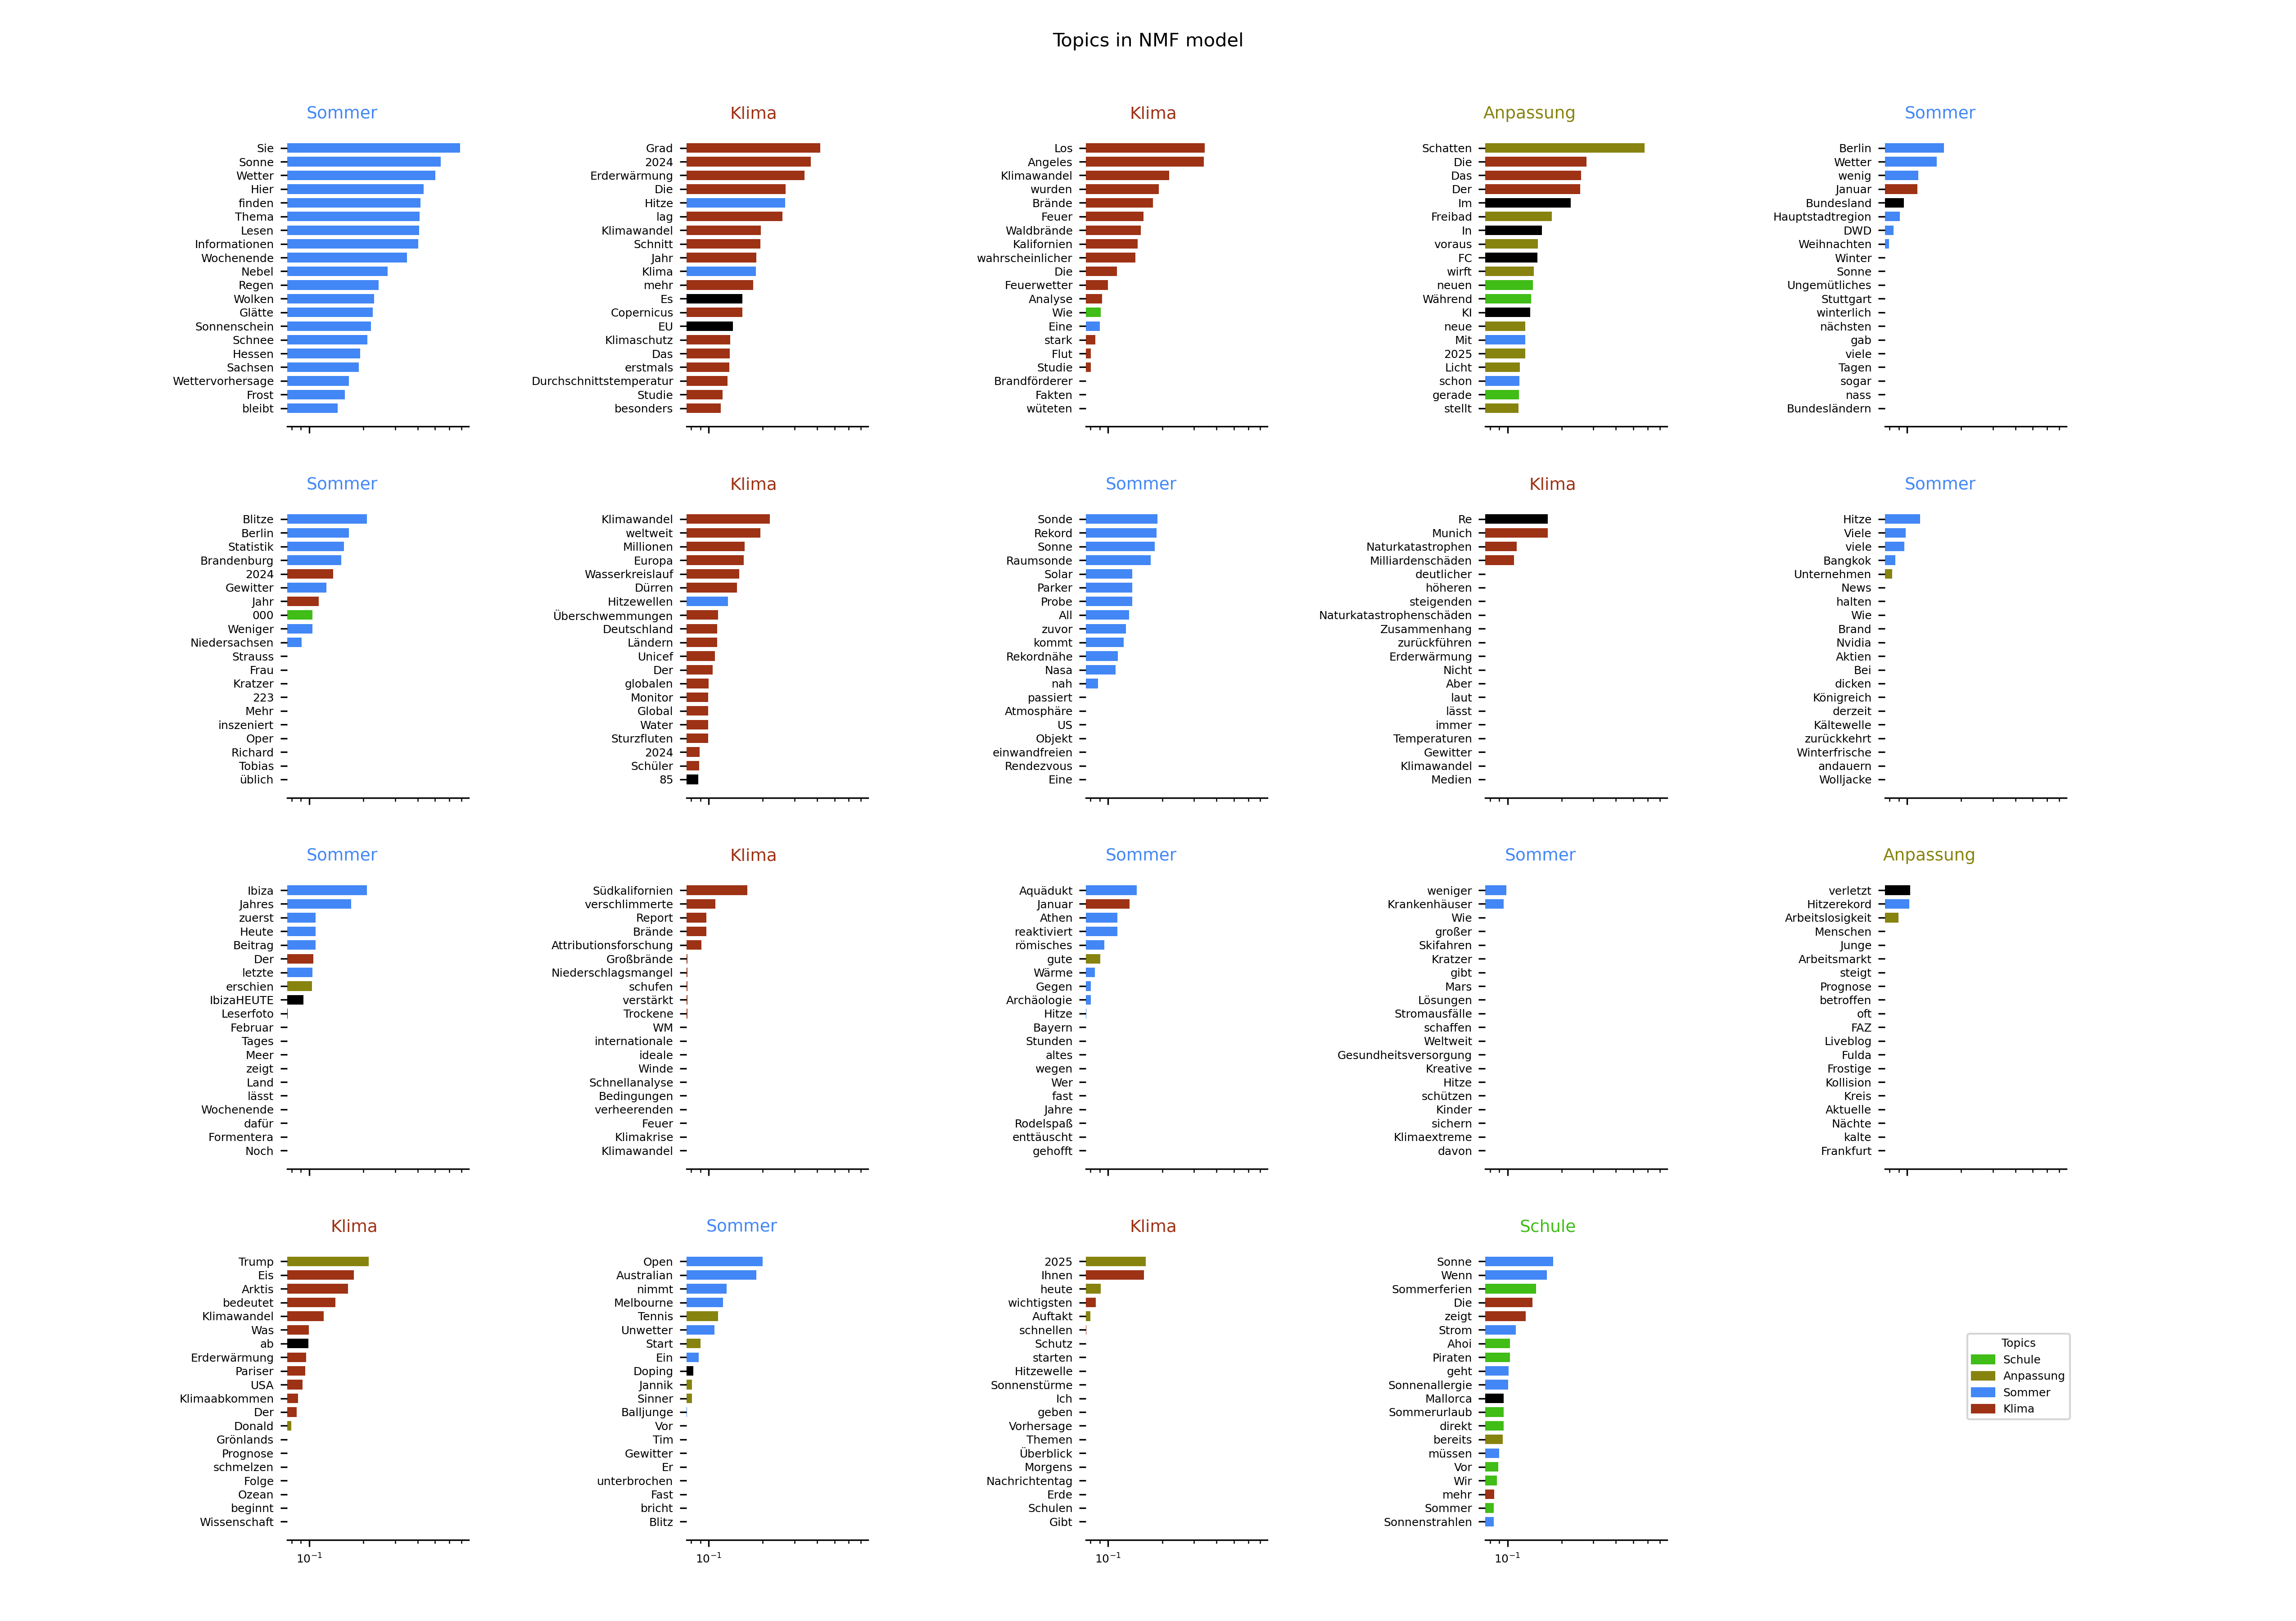 Topics in NMF model
Sommer
Sie
Sonne
Wetter
Hier
finden
Thema
Lesen
Informationen
Wochenende
Nebel
Regen
Wolken
Glätte
Sonnenschein
Schnee
Hessen
Sachsen
Wettervorhersage
Frost
bleibt
Klima
Grad
2024
Erderwärmung
Die
Hitze
lag
Klimawandel
Schnitt
Jahr
Klima
mehr
Es
Copernicus
EU
Klimaschutz
Das
erstmals
Durchschnittstemperatur
Studie
besonders
Klima
Los
Angeles
Klimawandel
wurden
Brände
Feuer
Waldbrände
Kalifornien
wahrscheinlicher
Die
Feuerwetter
Analyse
Wie
Eine
stark
Flut
Studie
Brandförderer
Fakten
wüteten
Anpassung
Schatten
Die
Das
Der
Im
Freibad
In
voraus
FC
wirft
neuen
Während
KI
neue
Mit
2025
Licht
schon
gerade
stellt
Sommer
Berlin
Wetter
wenig
Januar
Bundesland
Hauptstadtregion
DWD
Weihnachten
Winter
Sonne
Ungemütliches
Stuttgart
winterlich
nächsten
gab
viele
Tagen
sogar
nass
Bundesländern
Sommer
Blitze
Berlin
Statistik
Brandenburg
2024
Gewitter
Jahr
000
Weniger
Niedersachsen
Strauss
Frau
Kratzer
223
Mehr
inszeniert
Oper
Richard
Tobias
üblich
Klima
Klimawandel
weltweit
Millionen
Europa
Wasserkreislauf
Dürren
Hitzewellen
Überschwemmungen
Deutschland
Ländern
Unicef
Der
globalen
Monitor
Global
Water
Sturzfluten
2024
Schüler
85
Sommer
Sonde
Rekord
Sonne
Raumsonde
Solar
Parker
Probe
All
zuvor
kommt
Rekordnähe
Nasa
nah
passiert
Atmosphäre
US
Objekt
einwandfreien
Rendezvous
Eine
Klima
Re
Munich
Naturkatastrophen
Milliardenschäden
deutlicher
höheren
steigenden
Naturkatastrophenschäden
Zusammenhang
zurückführen
Erderwärmung
Nicht
Aber
laut
lässt
immer
Temperaturen
Gewitter
Klimawandel
Medien
Sommer
Hitze
Viele
viele
Bangkok
Unternehmen
News
halten
Wie
Brand
Nvidia
Aktien
Bei
dicken
Königreich
derzeit
Kältewelle
zurückkehrt
Winterfrische
andauern
Wolljacke
Sommer
Ibiza
Jahres
zuerst
Heute
Beitrag
Der
letzte
erschien
IbizaHEUTE
Leserfoto
Februar
Tages
Meer
zeigt
Land
lässt
Wochenende
dafür
Formentera
Noch
Klima
Südkalifornien
verschlimmerte
Report
Brände
Attributionsforschung
Großbrände
Niederschlagsmangel
schufen
verstärkt
Trockene
WM
internationale
ideale
Winde
Schnellanalyse
Bedingungen
verheerenden
Feuer
Klimakrise
Klimawandel
Sommer
Aquädukt
Januar
Athen
reaktiviert
römisches
gute
Wärme
Gegen
Archäologie
Hitze
Bayern
Stunden
altes
wegen
Wer
fast
Jahre
Rodelspaß
enttäuscht
gehofft
Sommer
weniger
Krankenhäuser
Wie
großer
Skifahren
Kratzer
gibt
Mars
Lösungen
Stromausfälle
schaffen
Weltweit
Gesundheitsversorgung
Kreative
Hitze
schützen
Kinder
sichern
Klimaextreme
davon
Anpassung
verletzt
Hitzerekord
Arbeitslosigkeit
Menschen
Junge
Arbeitsmarkt
steigt
Prognose
betroffen
oft
FAZ
Liveblog
Fulda
Frostige
Kollision
Kreis
Aktuelle
Nächte
kalte
Frankfurt
Klima
Trump
Eis
Arktis
bedeutet
Klimawandel
Was
ab
Erderwärmung
Pariser
USA
Klimaabkommen
Der
Donald
Grönlands
Prognose
schmelzen
Folge
Ozean
beginnt
Wissenschaft
10⁻¹
Sommer
Open
Australian
nimmt
Melbourne
Tennis
Unwetter
Start
Ein
Doping
Jannik
Sinner
Balljunge
Vor
Tim
Gewitter
Er
unterbrochen
Fast
bricht
Blitz
10⁻¹
Klima
2025
Ihnen
heute
wichtigsten
Auftakt
schnellen
Schutz
starten
Hitzewelle
Sonnenstürme
Ich
geben
Vorhersage
Themen
Überblick
Morgens
Nachrichtentag
Erde
Schulen
Gibt
10⁻¹
Schule
Sonne
Wenn
Sommerferien
Die
zeigt
Strom
Ahoi
Piraten
geht
Sonnenallergie
Mallorca
Sommerurlaub
direkt
bereits
müssen
Vor
Wir
mehr
Sommer
Sonnenstrahlen
10⁻¹
Topics
Schule
Anpassung
Sommer
Klima